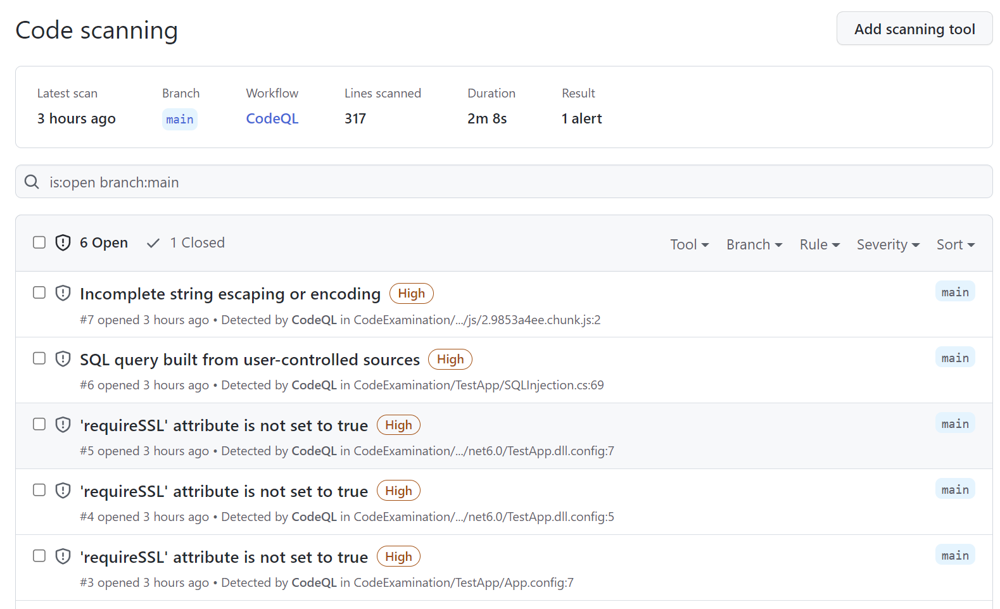 Code scanning
Add scanning tool
Latest scan Branch Workflow Lines scanned Duration Result
3 hours ago main CodeQL 317 2m 8s 1 alert
is:open branch:main
6 Open 1 Closed Tool Branch Rule Severity Sort
Incomplete string escaping or encoding High main
#7 opened 3 hours ago • Detected by CodeQL in CodeExamination/.../js/2.9853a4ee.chunk.js:2
SQL query built from user-controlled sources High main
#6 opened 3 hours ago • Detected by CodeQL in CodeExamination/TestApp/SQLInjection.cs:69
'requireSSL' attribute is not set to true High main
#5 opened 3 hours ago • Detected by CodeQL in CodeExamination/.../net6.0/TestApp.dll.config:7
'requireSSL' attribute is not set to true High main
#4 opened 3 hours ago • Detected by CodeQL in CodeExamination/.../net6.0/TestApp.dll.config:5
'requireSSL' attribute is not set to true High main
#3 opened 3 hours ago • Detected by CodeQL in CodeExamination/TestApp/App.config:7